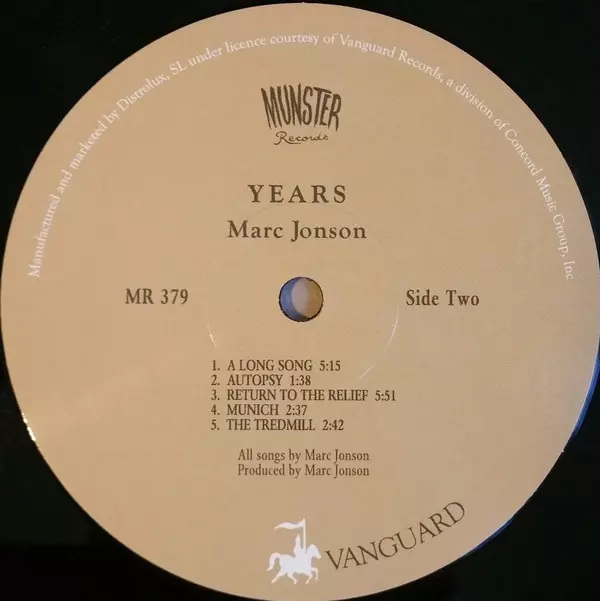 Manufactured and marketed by Distrolux, SL under licence courtesy of Vanguard Records, a division of Concord Music Group, Inc
MUNSTER
Records
YEARS
Marc Jonson
MR 379
Side Two
1. A LONG SONG 5:15
2. AUTOPSY 1:38
3. RETURN TO THE RELIEF 5:51
4. MUNICH 2:37
5. THE TREDMILL 2:42
All songs by Marc Jonson
Produced by Marc Jonson
VANGUARD